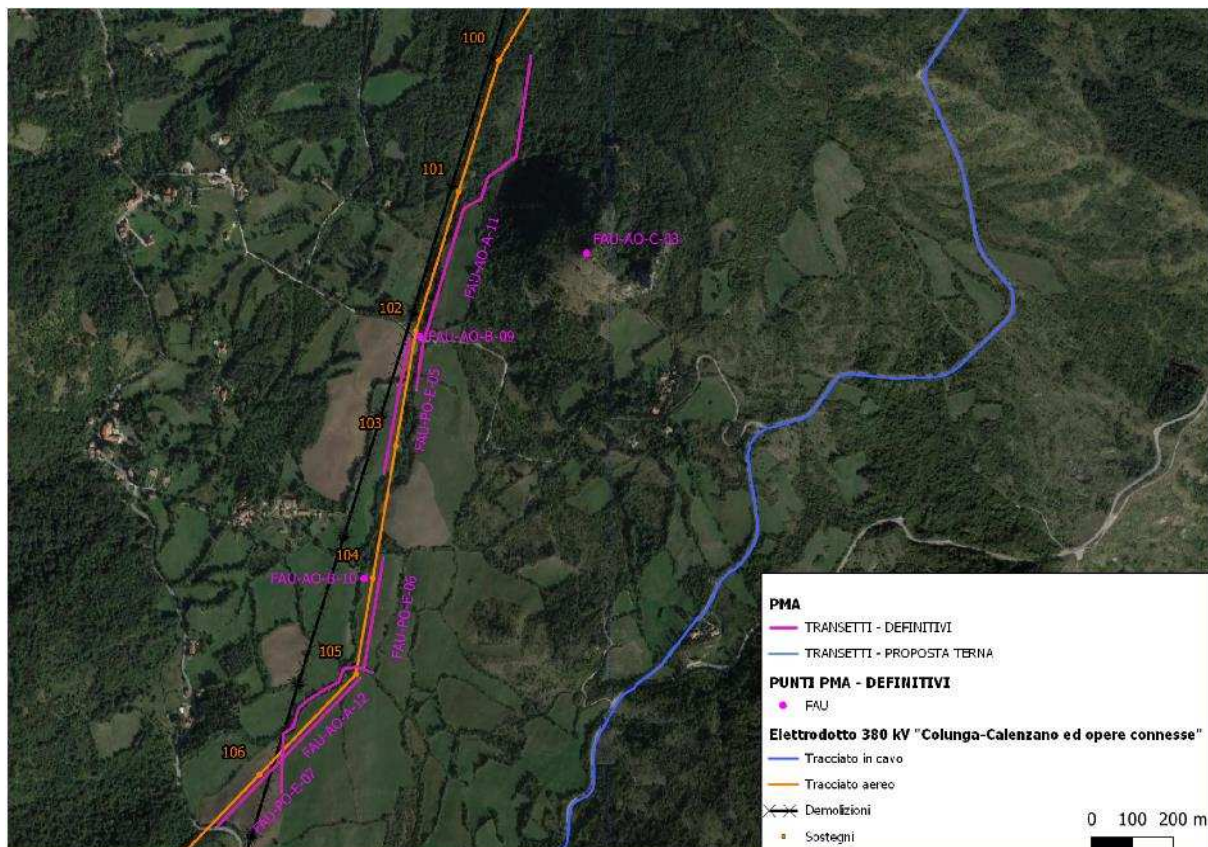 100
101
FAU-AO-A-11
FAU-AO-C-03
102
FAU-AO-B-09
FAU-PO-E-05
103
104
FAU-AO-B-10
FAU-PO-E-06
105
FAU-AO-A-12
106
FAU-PO-E-07
PMA
TRANSETTI - DEFINITIVI
TRANSETTI - PROPOSTA TERNA
PUNTI PMA - DEFINITIVI
FAU
Elettrodotto 380 kV "Colunga-Calenzano ed opere connesse"
Tracciato in cavo
Tracciato aereo
Demolizioni
Sostegni
0 100 200 m